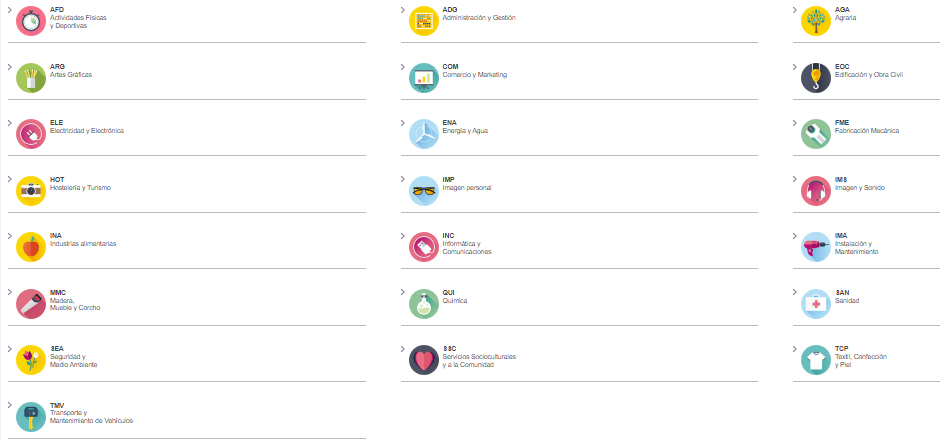 AFD
Actividades Físicas
y Deportivas
ADG
Administración y Gestión
AGA
Agraria
ARG
Artes Gráficas
COM
Comercio y Marketing
EOC
Edificación y Obra Civil
ELE
Electricidad y Electrónica
ENA
Energía y Agua
FME
Fabricación Mecánica
HOT
Hostelería y Turismo
IMP
Imagen personal
IMS
Imagen y Sonido
INA
Industrias alimentarias
INC
Informática y
Comunicaciones
IMA
Instalación y
Mantenimiento
MMC
Madera,
Mueble y Corcho
QUI
Química
SAN
Sanidad
SEA
Seguridad y
Medio Ambiente
SSC
Servicios Socioculturales
y a la Comunidad
TCP
Textil, Confección
y Piel
TMV
Transporte y
Mantenimiento de Vehículos